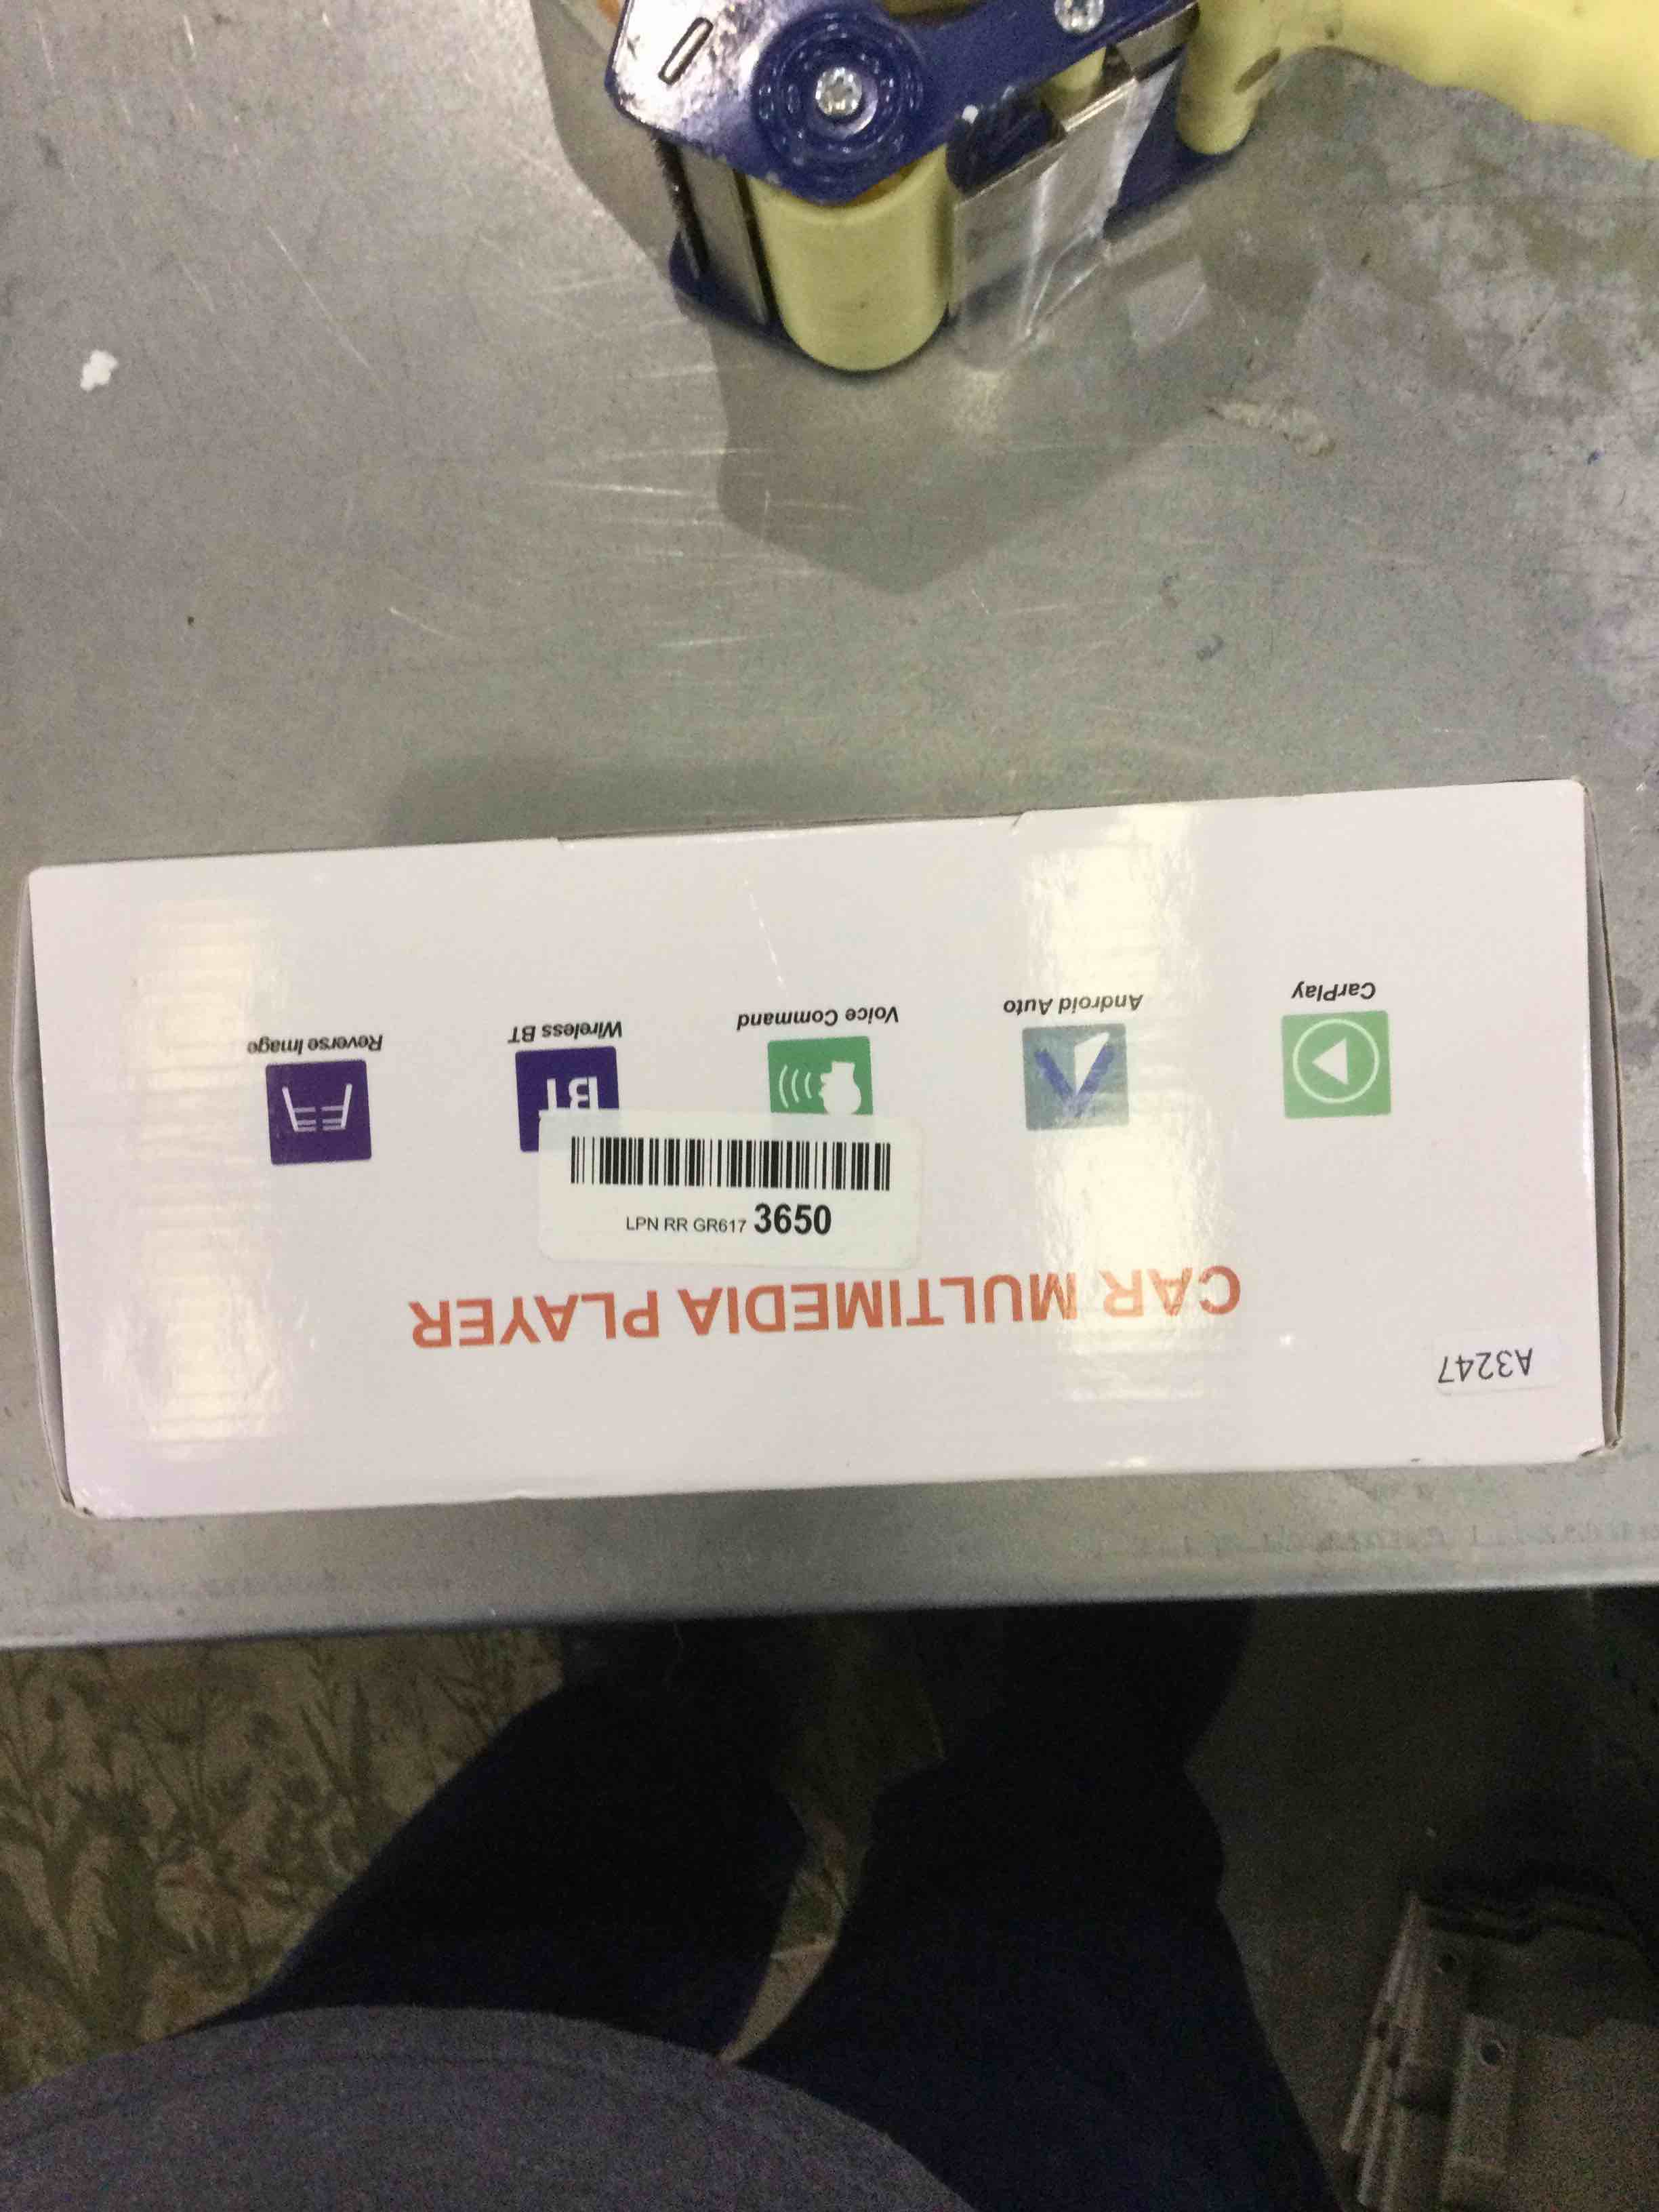 A3247
CAR MULTIMEDIA PLAYER
LPN RR GR617 3650
BT
CarPlay
Android Auto
Voice Command
Wireless BT
Reverse Image